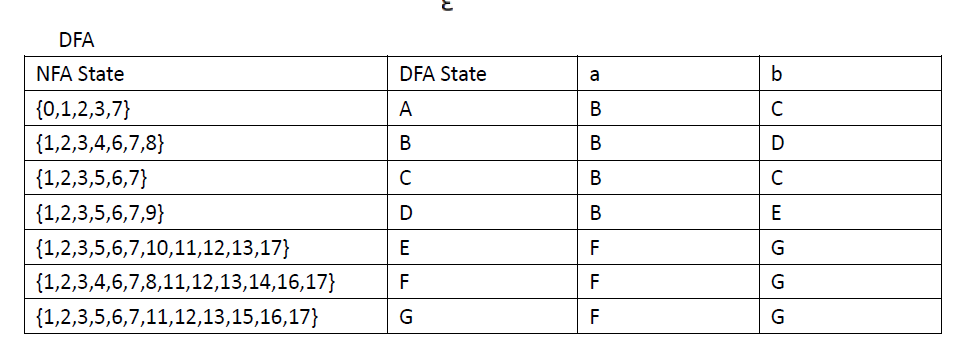 ε
DFA
NFA State DFA State a b
{0,1,2,3,7} A B C
{1,2,3,4,6,7,8} B B D
{1,2,3,5,6,7} C B C
{1,2,3,5,6,7,9} D B E
{1,2,3,5,6,7,10,11,12,13,17} E F G
{1,2,3,4,6,7,8,11,12,13,14,16,17} F F G
{1,2,3,5,6,7,11,12,13,15,16,17} G F G